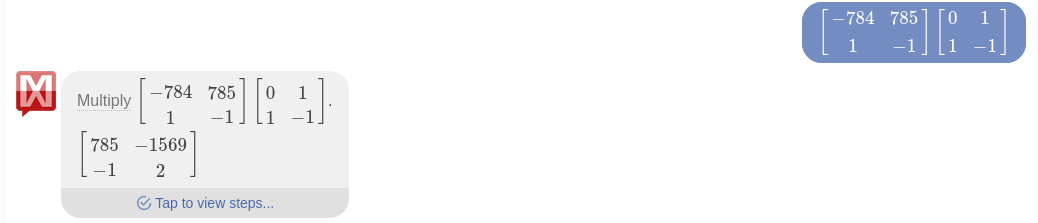 [−784 785] [0 1]
[1 −1] [1 −1]
M
Multiply [−784 785] [0 1] .
[1 −1] [1 −1]
[785 −1569]
[−1 2]
Tap to view steps...